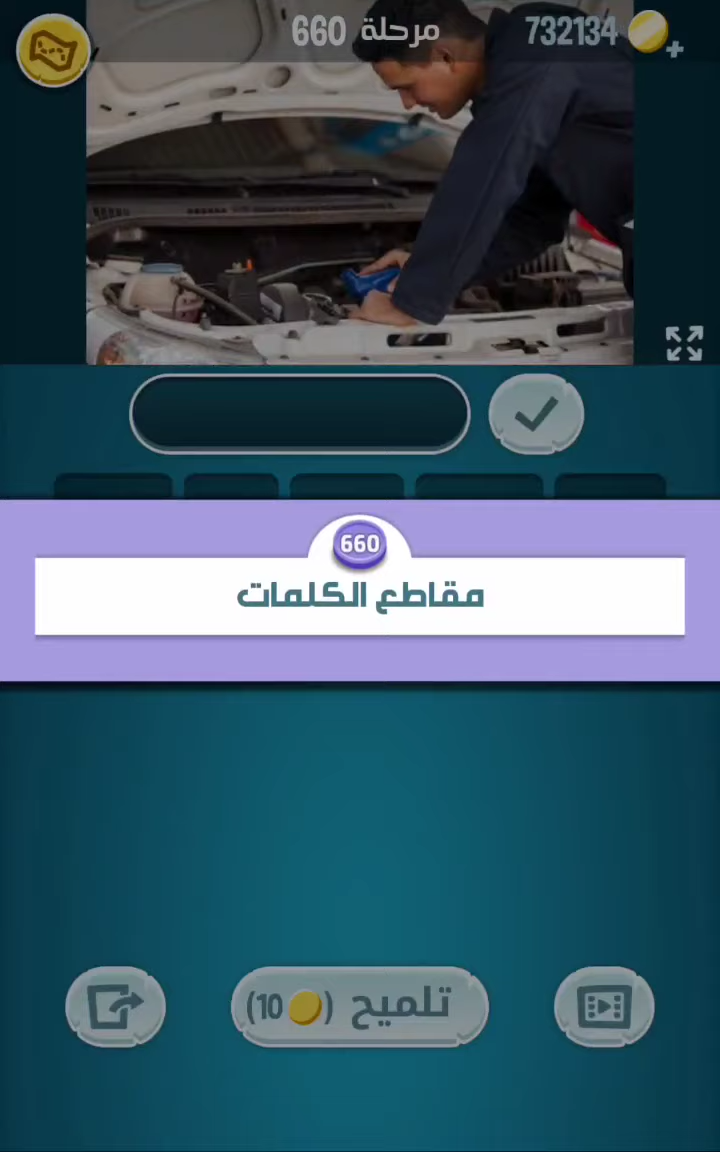 732134 مرحلة 660
660
مقاطع الكلمات
تلميح (10)